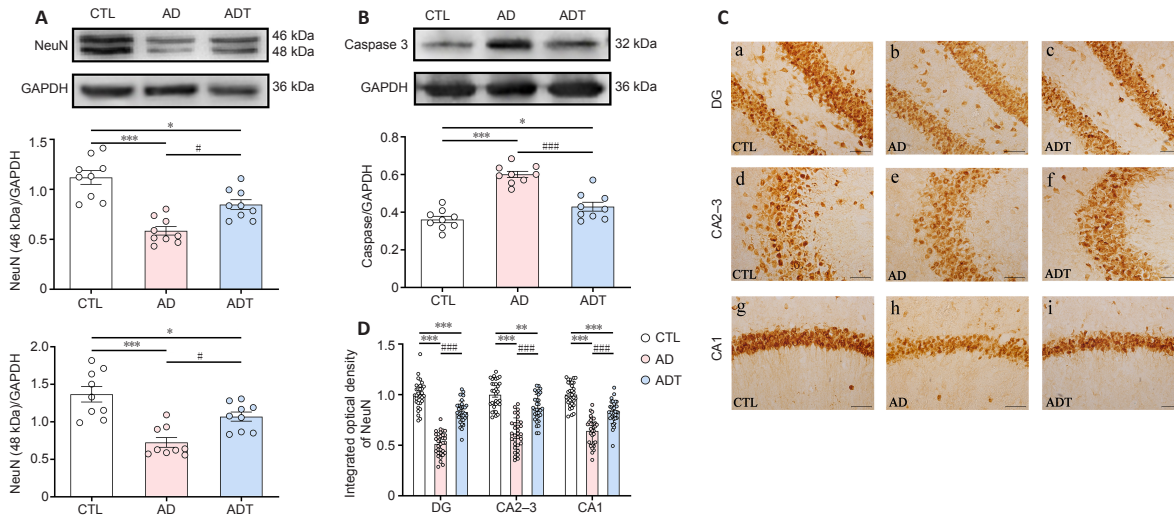 A
CTL AD ADT
NeuN
46 kDa
48 kDa
GAPDH
36 kDa
NeuN (46 kDa)/GAPDH
1.5
1.0
0.5
0
*
***
#
CTL AD ADT
NeuN (48 kDa)/GAPDH
2.0
1.5
1.0
0.5
0
*
***
#
CTL AD ADT
B
CTL AD ADT
Caspase 3
32 kDa
GAPDH
36 kDa
Caspase/GAPDH
0.8
0.6
0.4
0.2
0
*
***
###
CTL AD ADT
C
DG
a
CTL
b
AD
c
ADT
CA2–3
d
CTL
e
AD
f
ADT
CA1
g
CTL
h
AD
i
ADT
D
Integrated optical density
of NeuN
2.0
1.5
1.0
0.5
0
*** ** ***
*** *** ***
### ### ###
DG CA2–3 CA1
CTL
AD
ADT